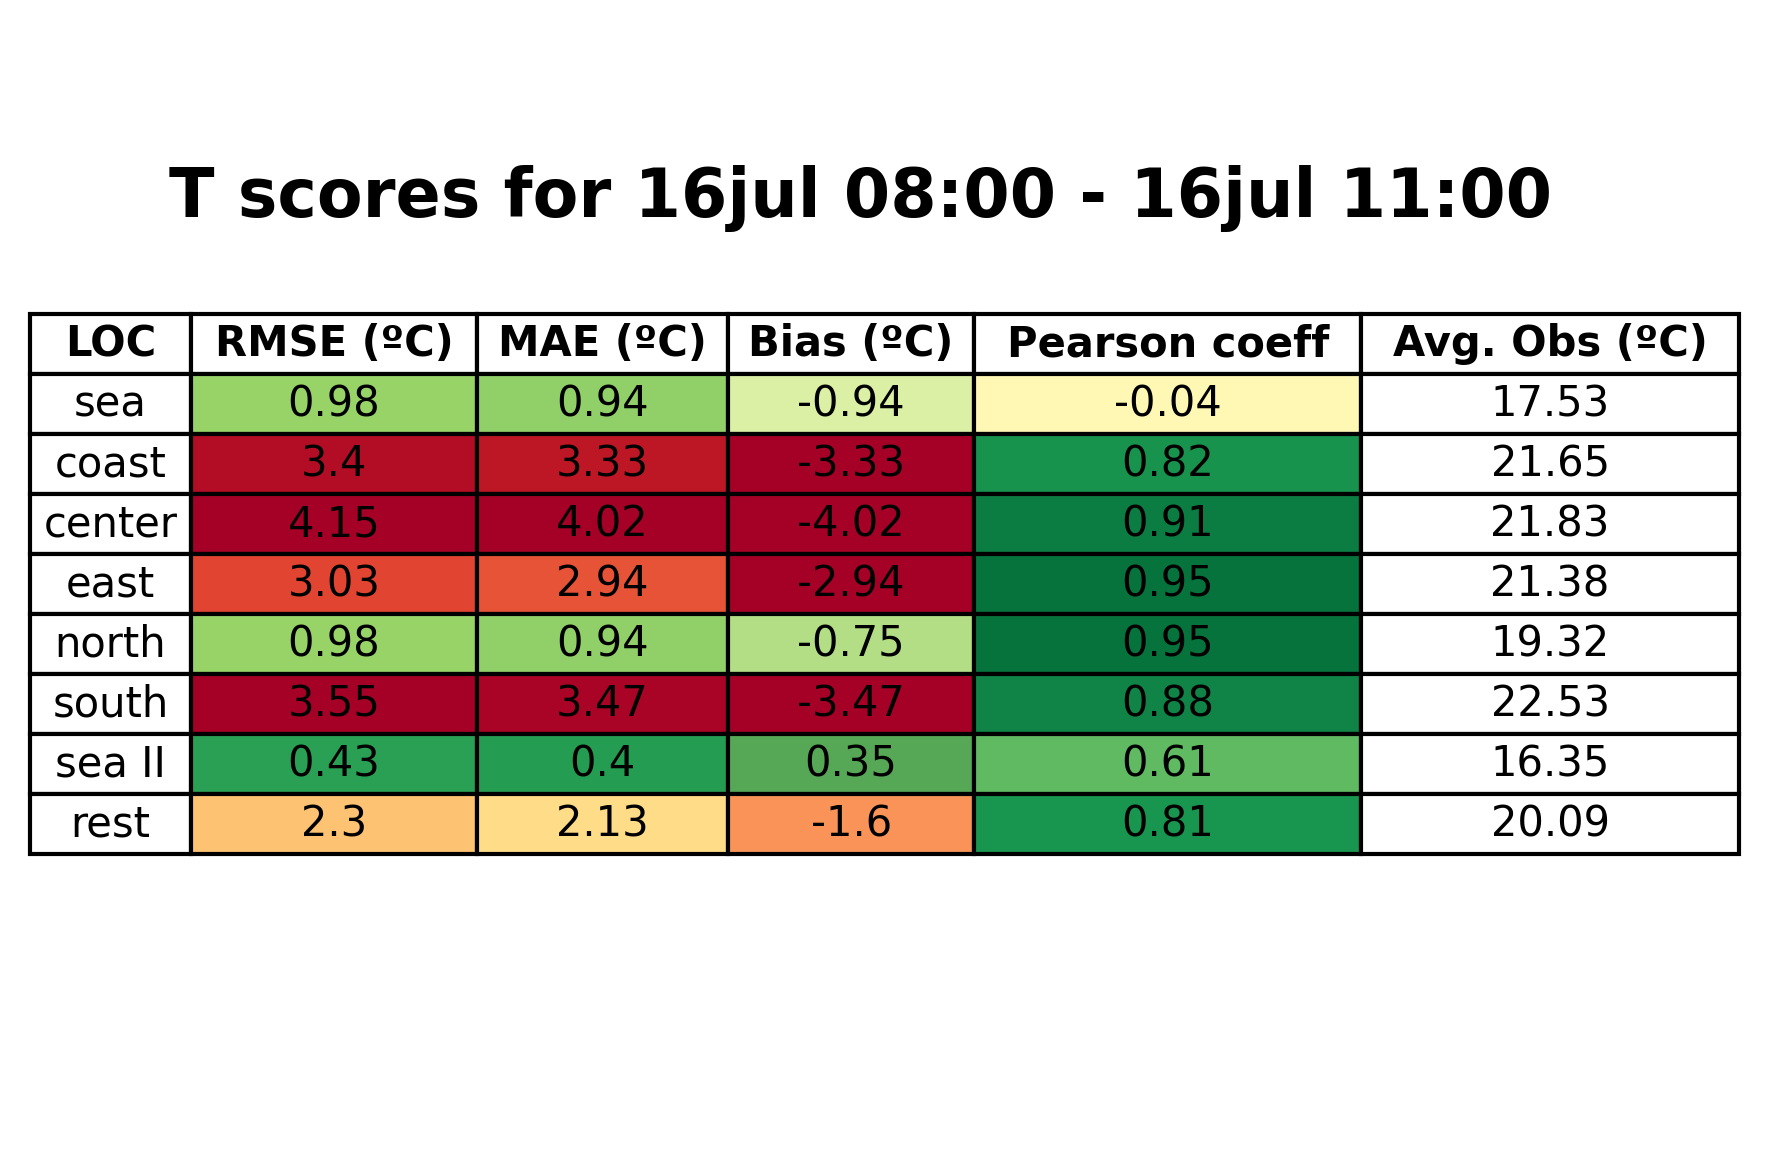 T scores for 16jul 08:00 - 16jul 11:00
LOC RMSE (ºC) MAE (ºC) Bias (ºC) Pearson coeff Avg. Obs (ºC)
sea 0.98 0.94 -0.94 -0.04 17.53
coast 3.4 3.33 -3.33 0.82 21.65
center 4.15 4.02 -4.02 0.91 21.83
east 3.03 2.94 -2.94 0.95 21.38
north 0.98 0.94 -0.75 0.95 19.32
south 3.55 3.47 -3.47 0.88 22.53
sea II 0.43 0.4 0.35 0.61 16.35
rest 2.3 2.13 -1.6 0.81 20.09